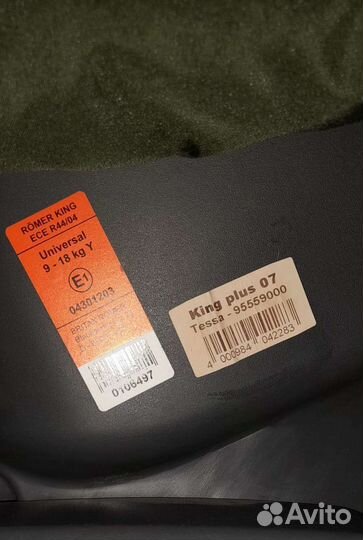 RÖMER KING
ECE R44/04
Universal
9 - 18 kg Y
E1
04301203
0106497
King plus 07
Tessa - 95559000
4 000984 042283
Avito